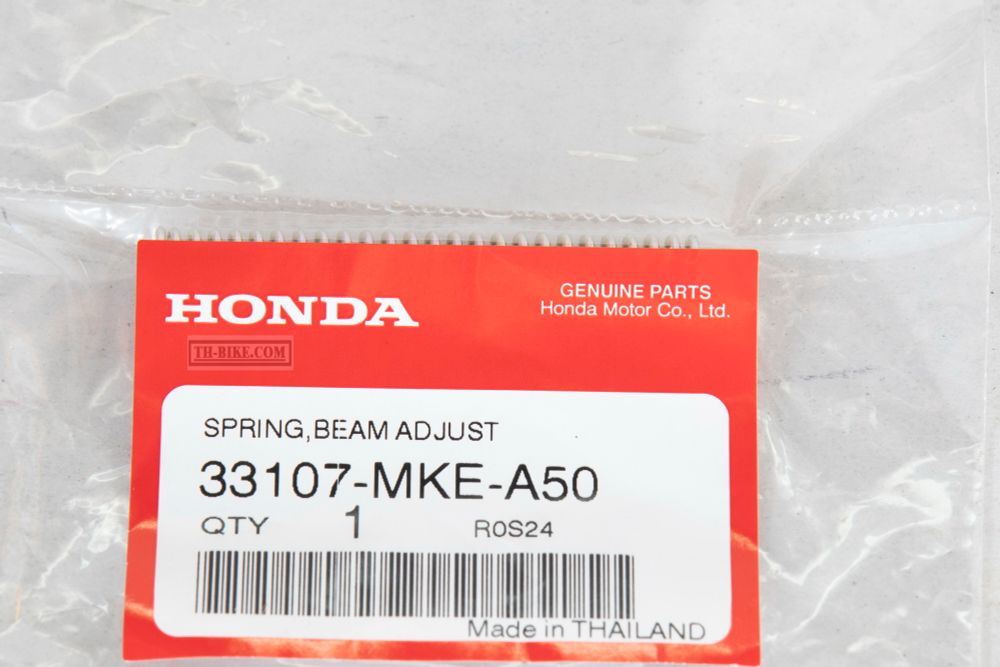 HONDA
GENUINE PARTS
Honda Motor Co., Ltd.
TH-BIKE.COM
SPRING,BEAM ADJUST
33107-MKE-A50
QTY 1 R0S24
Made in THAILAND